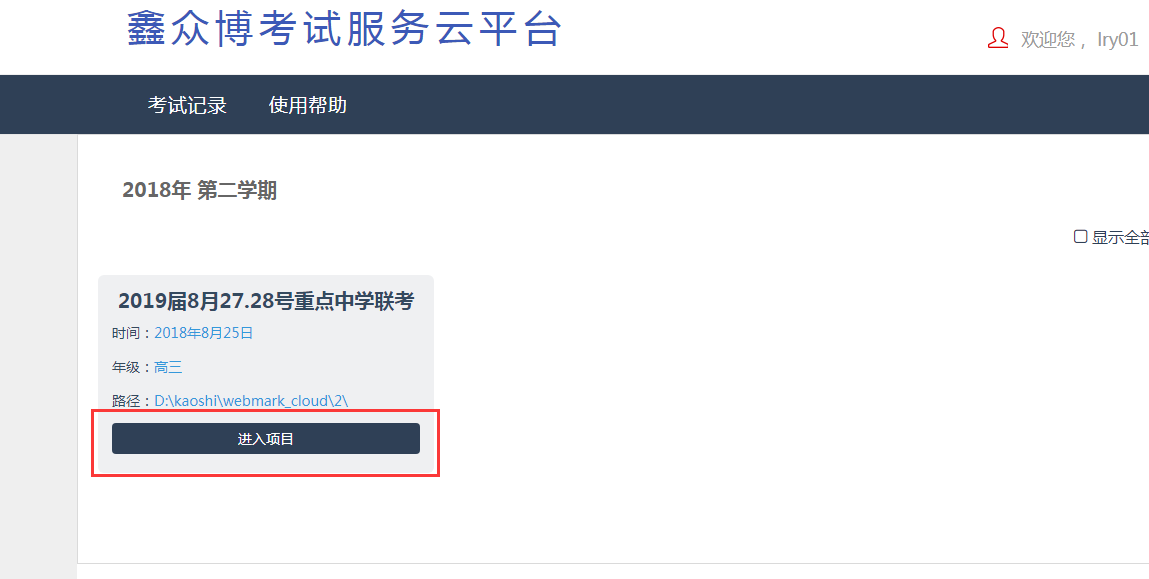 鑫众博考试服务云平台
欢迎您， lry01
考试记录 使用帮助
2018年 第二学期
显示全部
2019届8月27.28号重点中学联考
时间：2018年8月25日
年级：高三
路径：D:\kaoshi\webmark_cloud\2\
进入项目